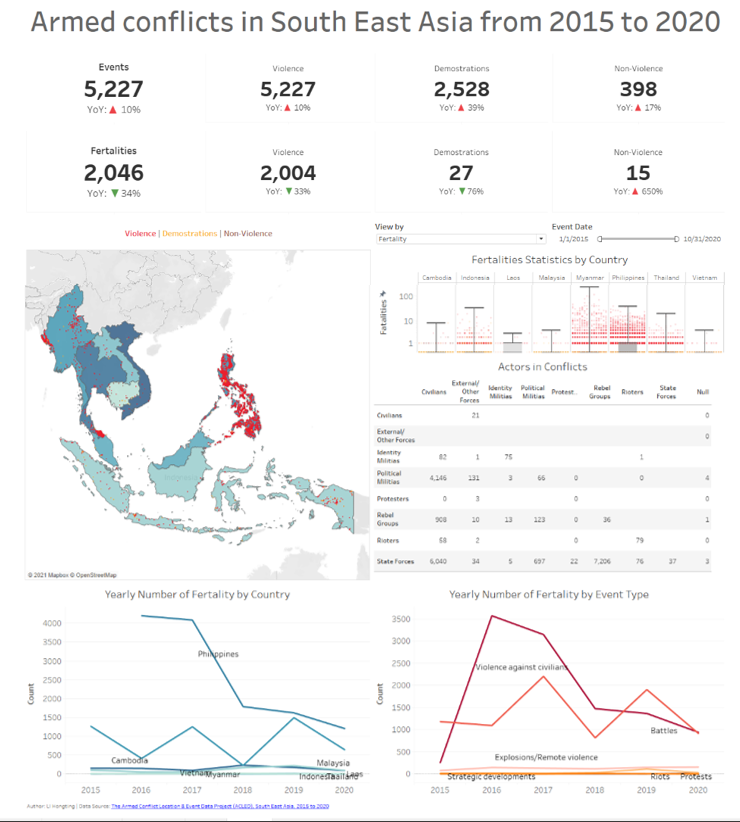 Armed conflicts in South East Asia from 2015 to 2020
Events Violence Demostrations Non-Violence
5,227 5,227 2,528 398
YoY: ▲ 10% YoY: ▲ 10% YoY: ▲ 39% YoY: ▲ 17%
Fertalities Violence Demostrations Non-Violence
2,046 2,004 27 15
YoY: ▼ 34% YoY: ▼ 33% YoY: ▼ 76% YoY: ▲ 650%
Violence | Demostrations | Non-Violence
© 2021 Mapbox © OpenStreetMap
View by Event Date
Fertality 1/1/2015 10/31/2020
Fertalities Statistics by Country
Cambodia Indonesia Laos Malaysia Myanmar Philippines Thailand Vietnam
Fatalities
100
10
1
Actors in Conflicts
Civilians External/ Other Forces Identity Militias Political Militias Protest.. Rebel Groups Rioters State Forces Null
Civilians 21 0
External/ Other Forces 0
Identity Militias 82 1 75 1
Political Militias 4,146 131 3 66 0 0 4
Protesters 0 3 0 0
Rebel Groups 908 10 13 123 0 36 1
Rioters 58 2 0 79
State Forces 6,040 34 5 697 22 7,206 76 37 3
Yearly Number of Fertality by Country
Count
4000
3500
3000
2500
2000
1500
1000
500
0
Philippines
Cambodia
Vietnam
Myanmar
Malaysia
Indonesia
Thailand
Laos
2015 2016 2017 2018 2019 2020
Yearly Number of Fertality by Event Type
Count
3500
3000
2500
2000
1500
1000
500
0
Violence against civilians
Battles
Explosions/Remote violence
Strategic developments
Riots
Protests
2015 2016 2017 2018 2019 2020
Author: Li Hongting | Data Source: The Armed Conflict Location & Event Data Project (ACLED), South East Asia, 2015 to 2020